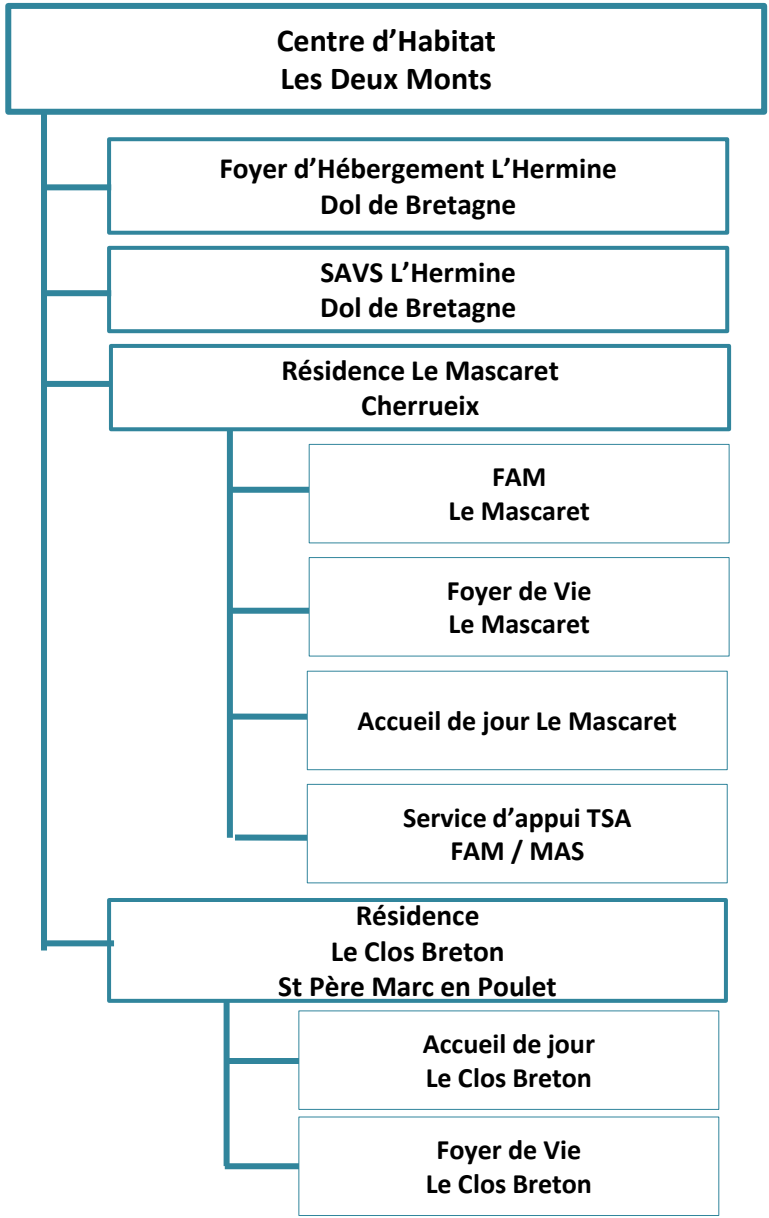 Centre d’Habitat
Les Deux Monts
Foyer d’Hébergement L’Hermine
Dol de Bretagne
SAVS L’Hermine
Dol de Bretagne
Résidence Le Mascaret
Cherrueix
FAM
Le Mascaret
Foyer de Vie
Le Mascaret
Accueil de jour Le Mascaret
Service d’appui TSA
FAM / MAS
Résidence
Le Clos Breton
St Père Marc en Poulet
Accueil de jour
Le Clos Breton
Foyer de Vie
Le Clos Breton